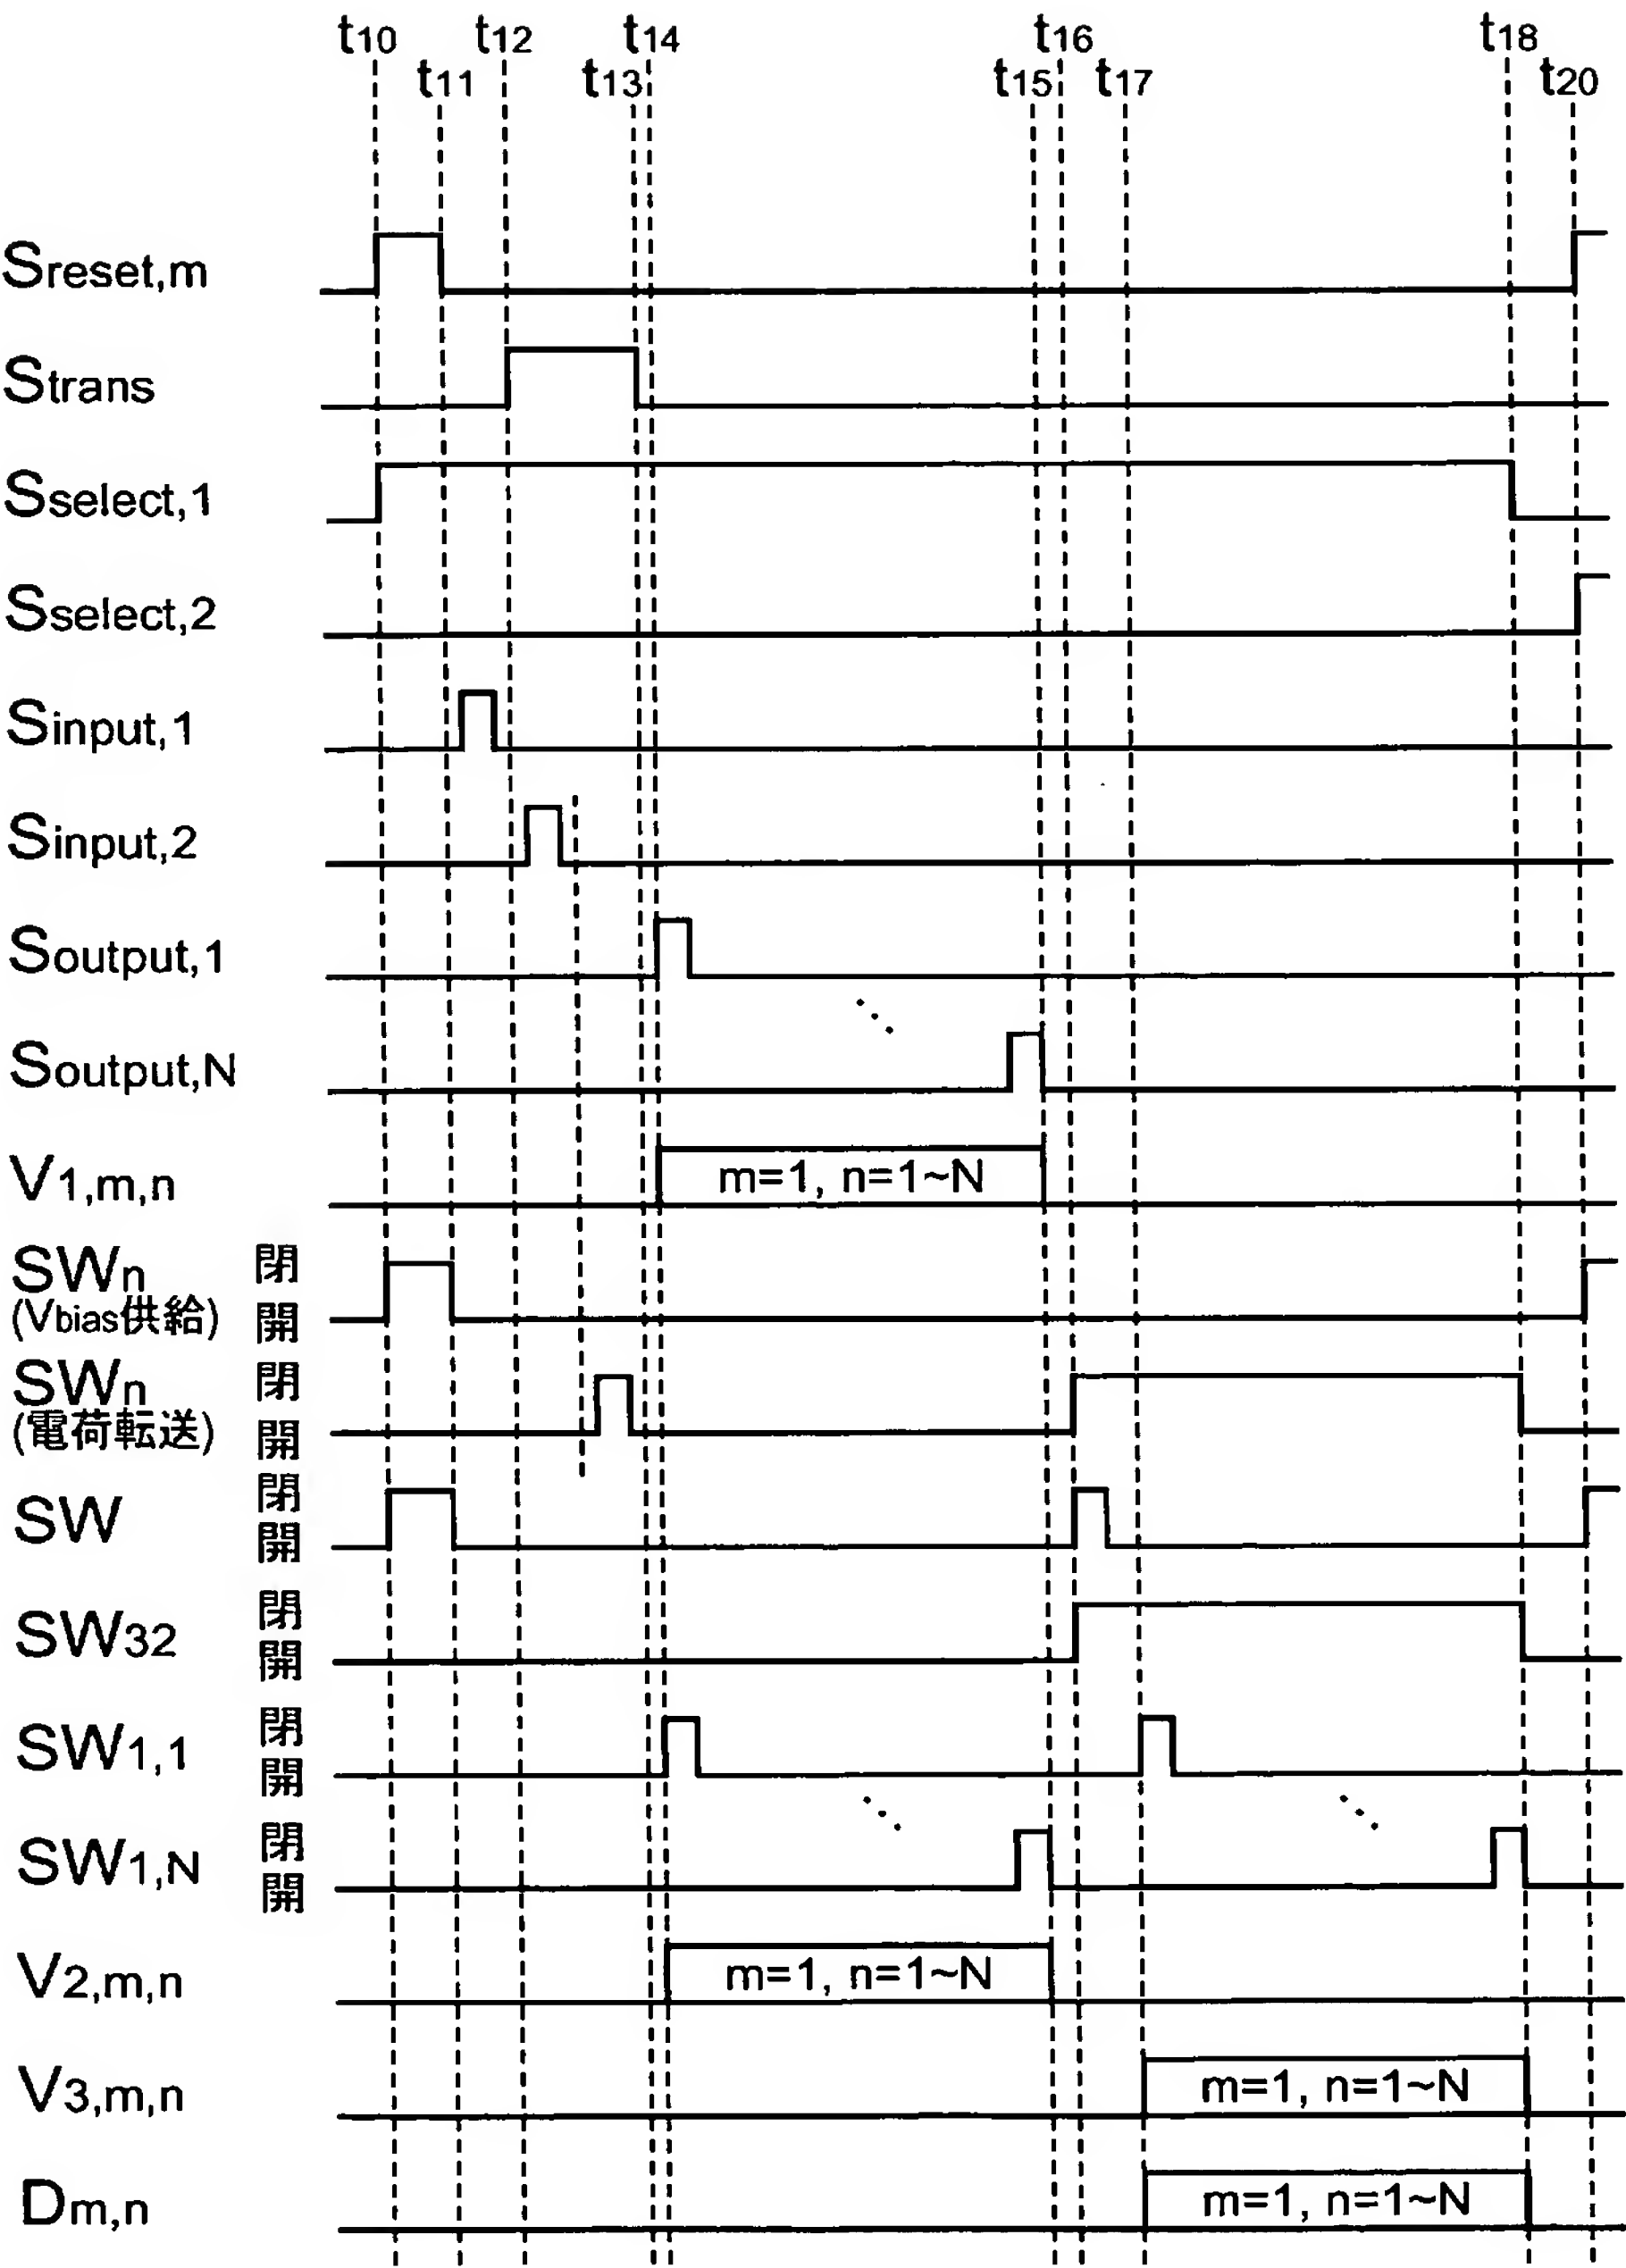 t10 t12 t14 t16 t18
t11 t13 t15 t17 t20
Sreset,m
Strans
Sselect,1
Sselect,2
Sinput,1
Sinput,2
Soutput,1
Soutput,N
V1,m,n m=1, n=1~N
SWn 閉
(Vbias供給) 開
SWn 閉
(電荷転送) 開
SW 閉
開
SW32 閉
開
SW1,1 閉
開
SW1,N 閉
開
V2,m,n m=1, n=1~N
V3,m,n m=1, n=1~N
Dm,n m=1, n=1~N